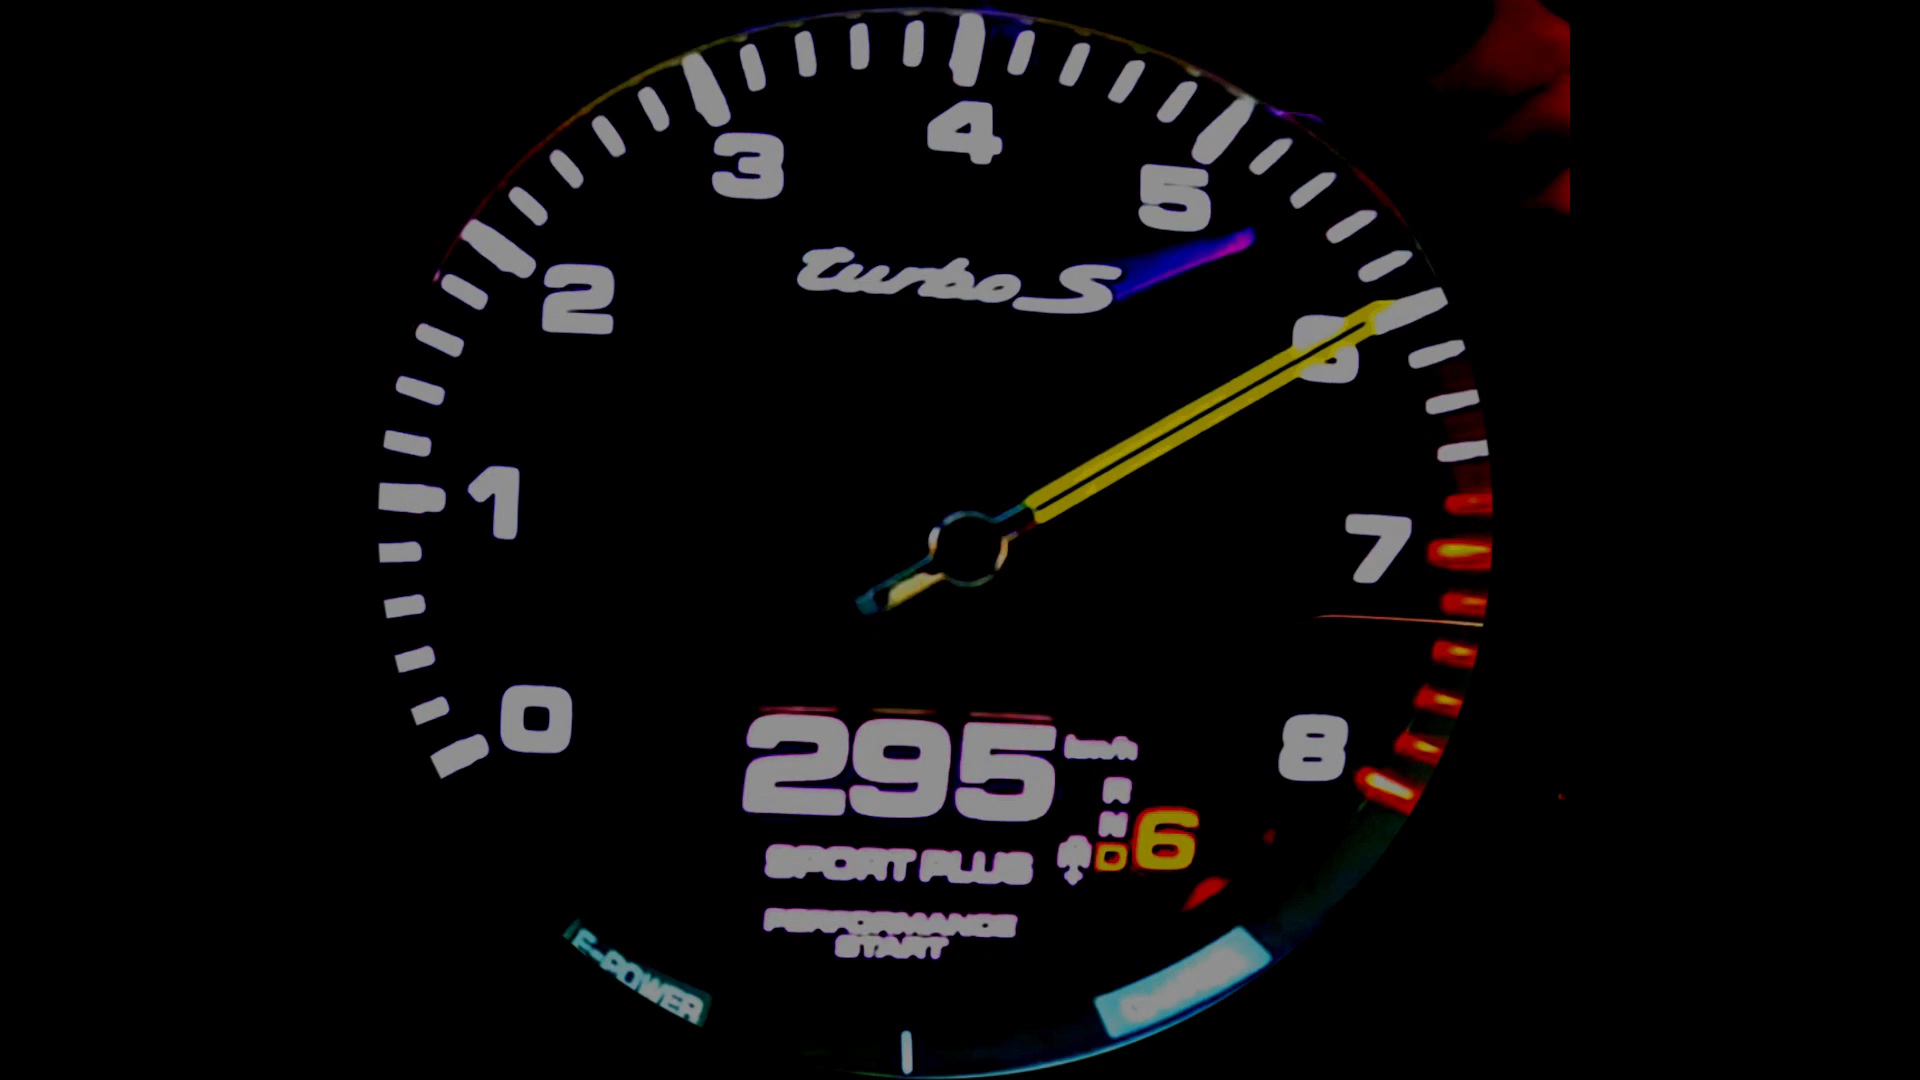 4
3
5
2
turbo S
6
1
7
0
8
295 km/h
R
N
D 6
SPORT PLUS
PERFORMANCE
START
E-POWER